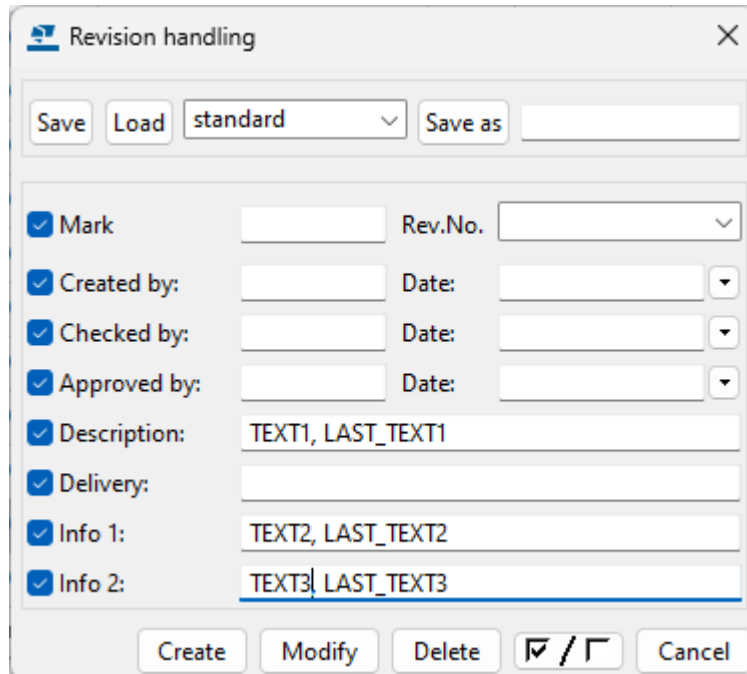 Revision handling
Save Load standard Save as
Mark Rev.No.
Created by: Date:
Checked by: Date:
Approved by: Date:
Description: TEXT1, LAST_TEXT1
Delivery:
Info 1: TEXT2, LAST_TEXT2
Info 2: TEXT3, LAST_TEXT3
Create Modify Delete / Cancel